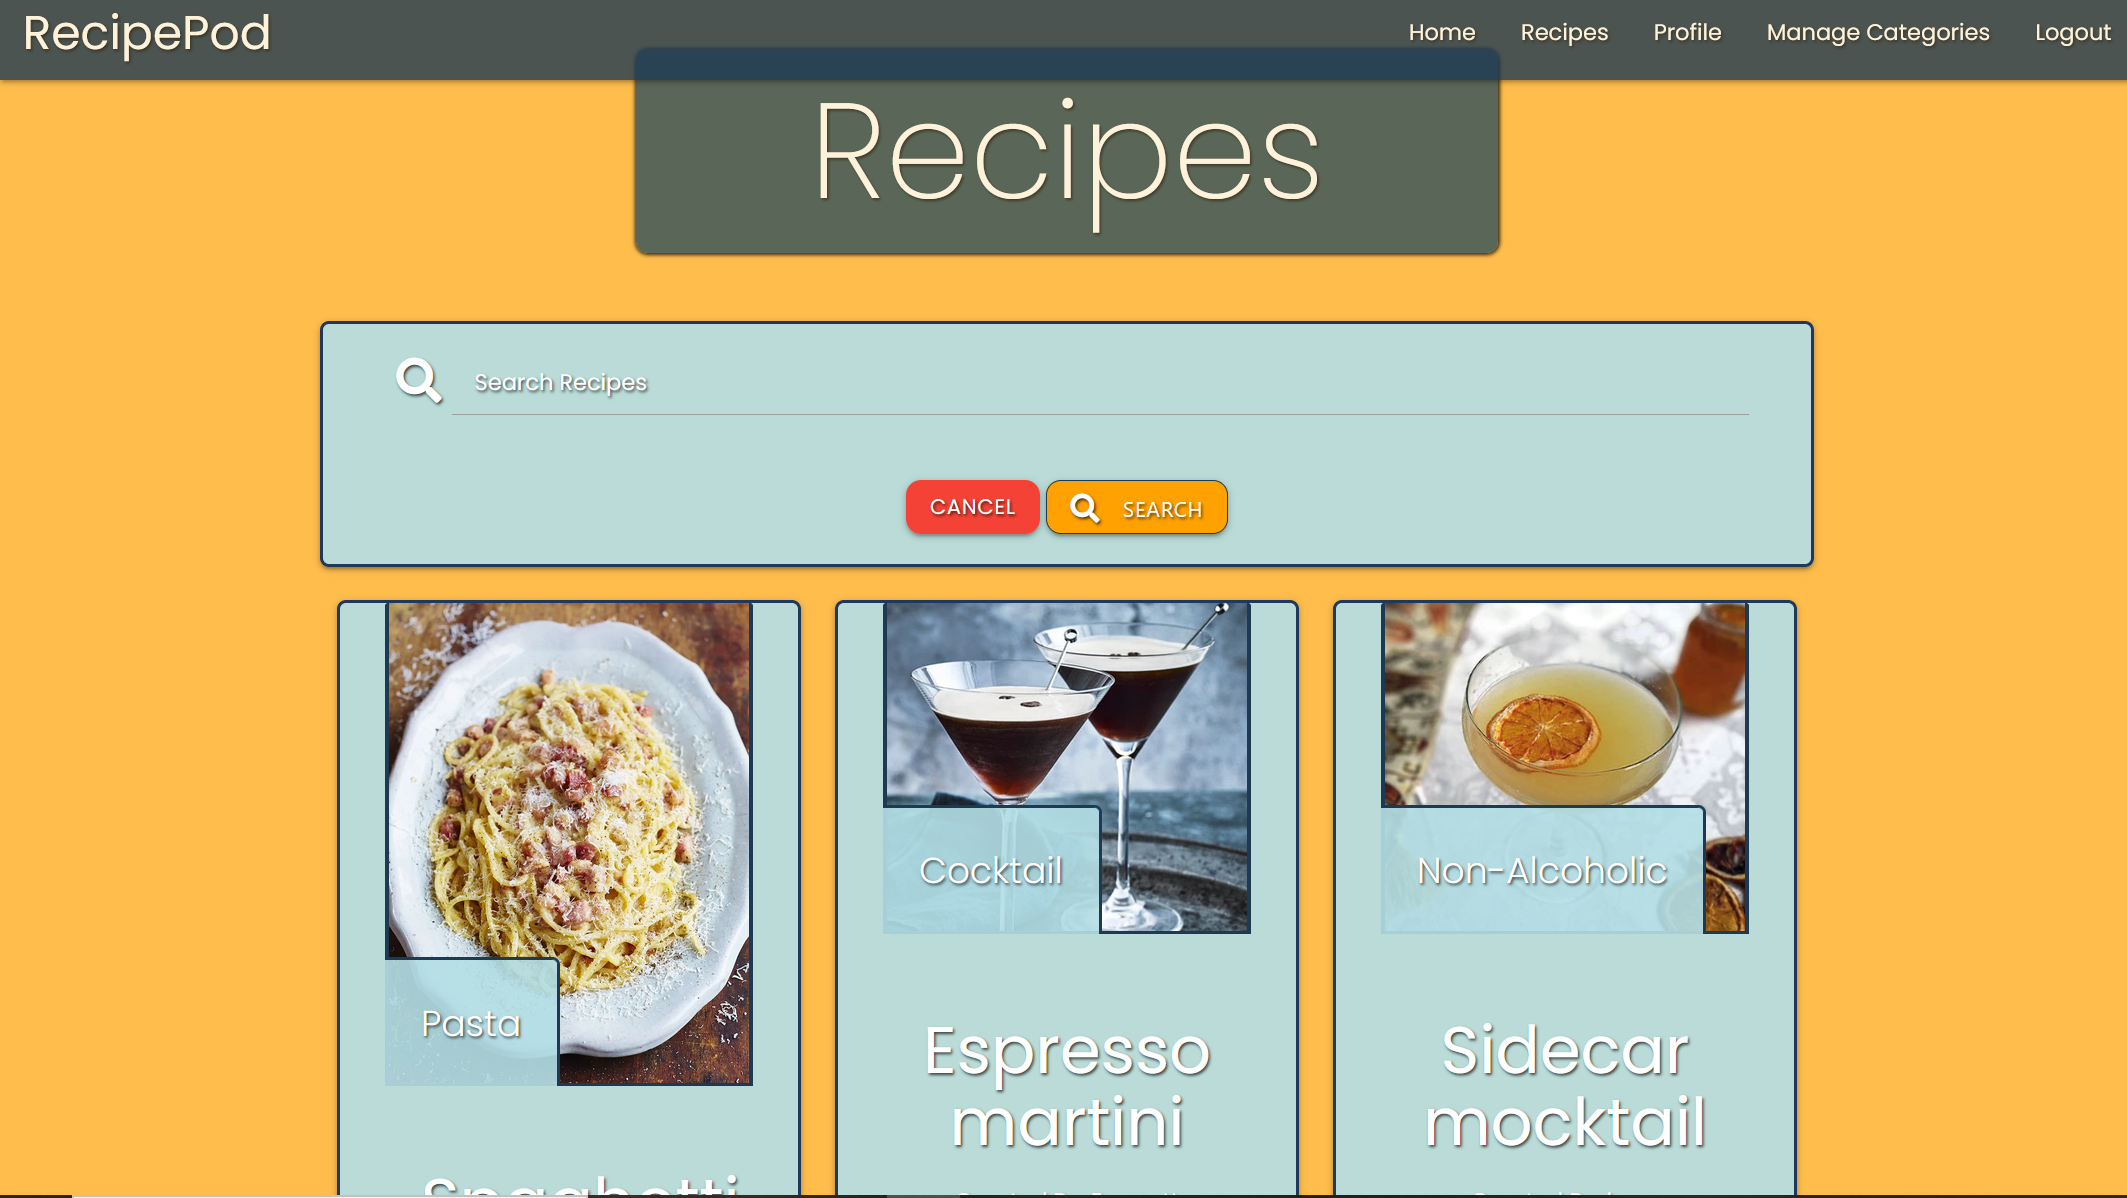 RecipePod
Home Recipes Profile Manage Categories Logout
Recipes
Search Recipes
CANCEL SEARCH
Pasta
Cocktail
Non-Alcoholic
Espresso
martini
Sidecar
mocktail
Spaghetti